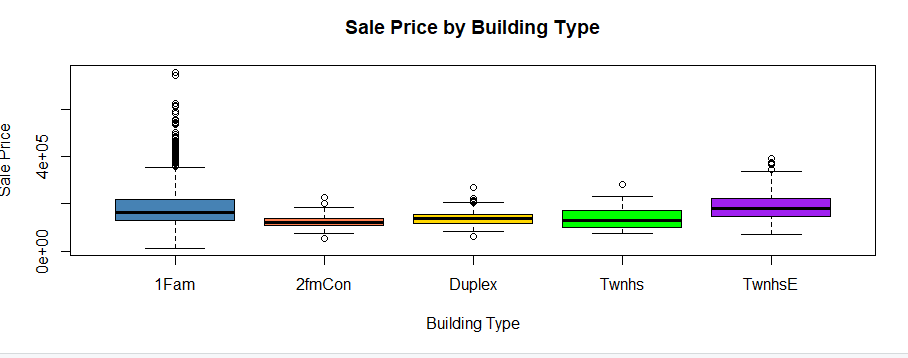 Sale Price by Building Type
Sale Price
4e+05
0e+00
1Fam
2fmCon
Duplex
Twnhs
TwnhsE
Building Type